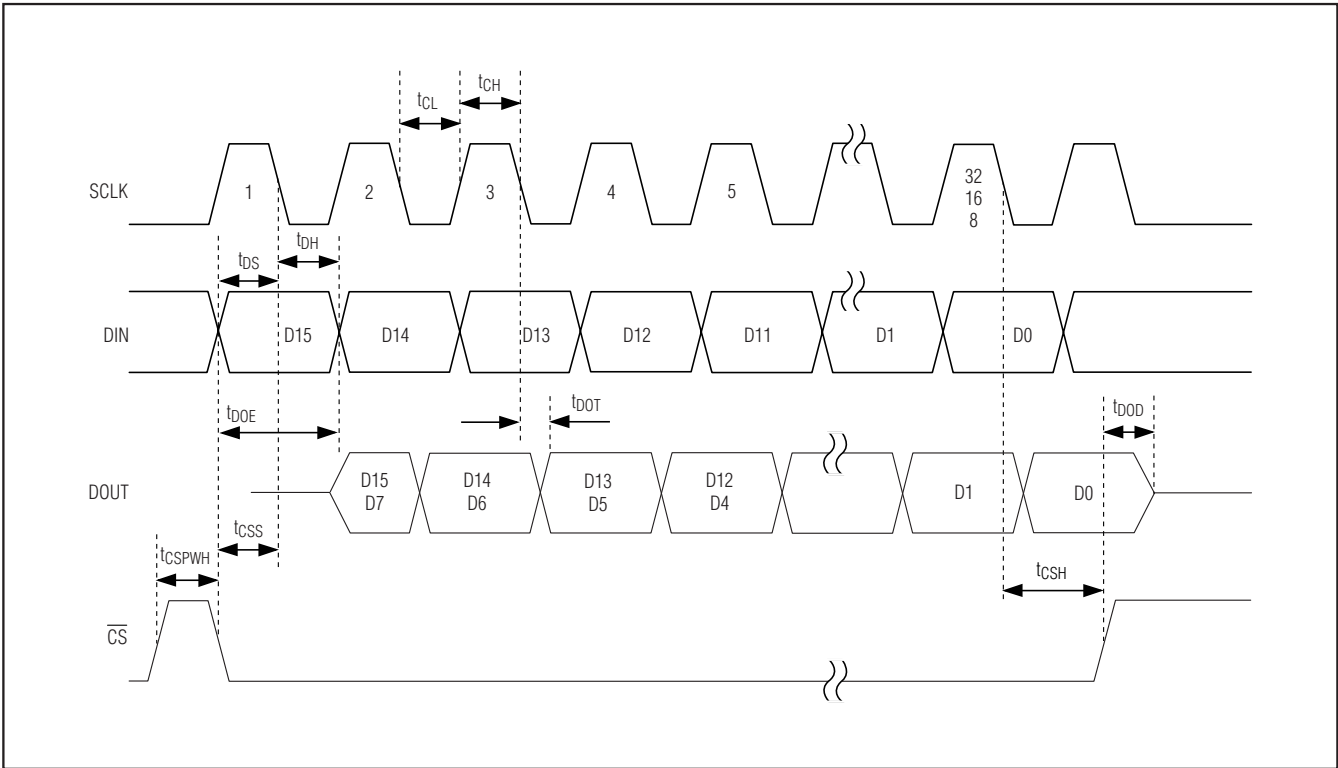 tCH
tCL
SCLK 1 2 3 4 5 32
16
8
tDH
tDS
DIN D15 D14 D13 D12 D11 D1 D0
tDOE tDOT tDOD
DOUT D15 D14 D13 D12 D1 D0
D7 D6 D5 D4
tCSS
tCSPWH tCSH
CS